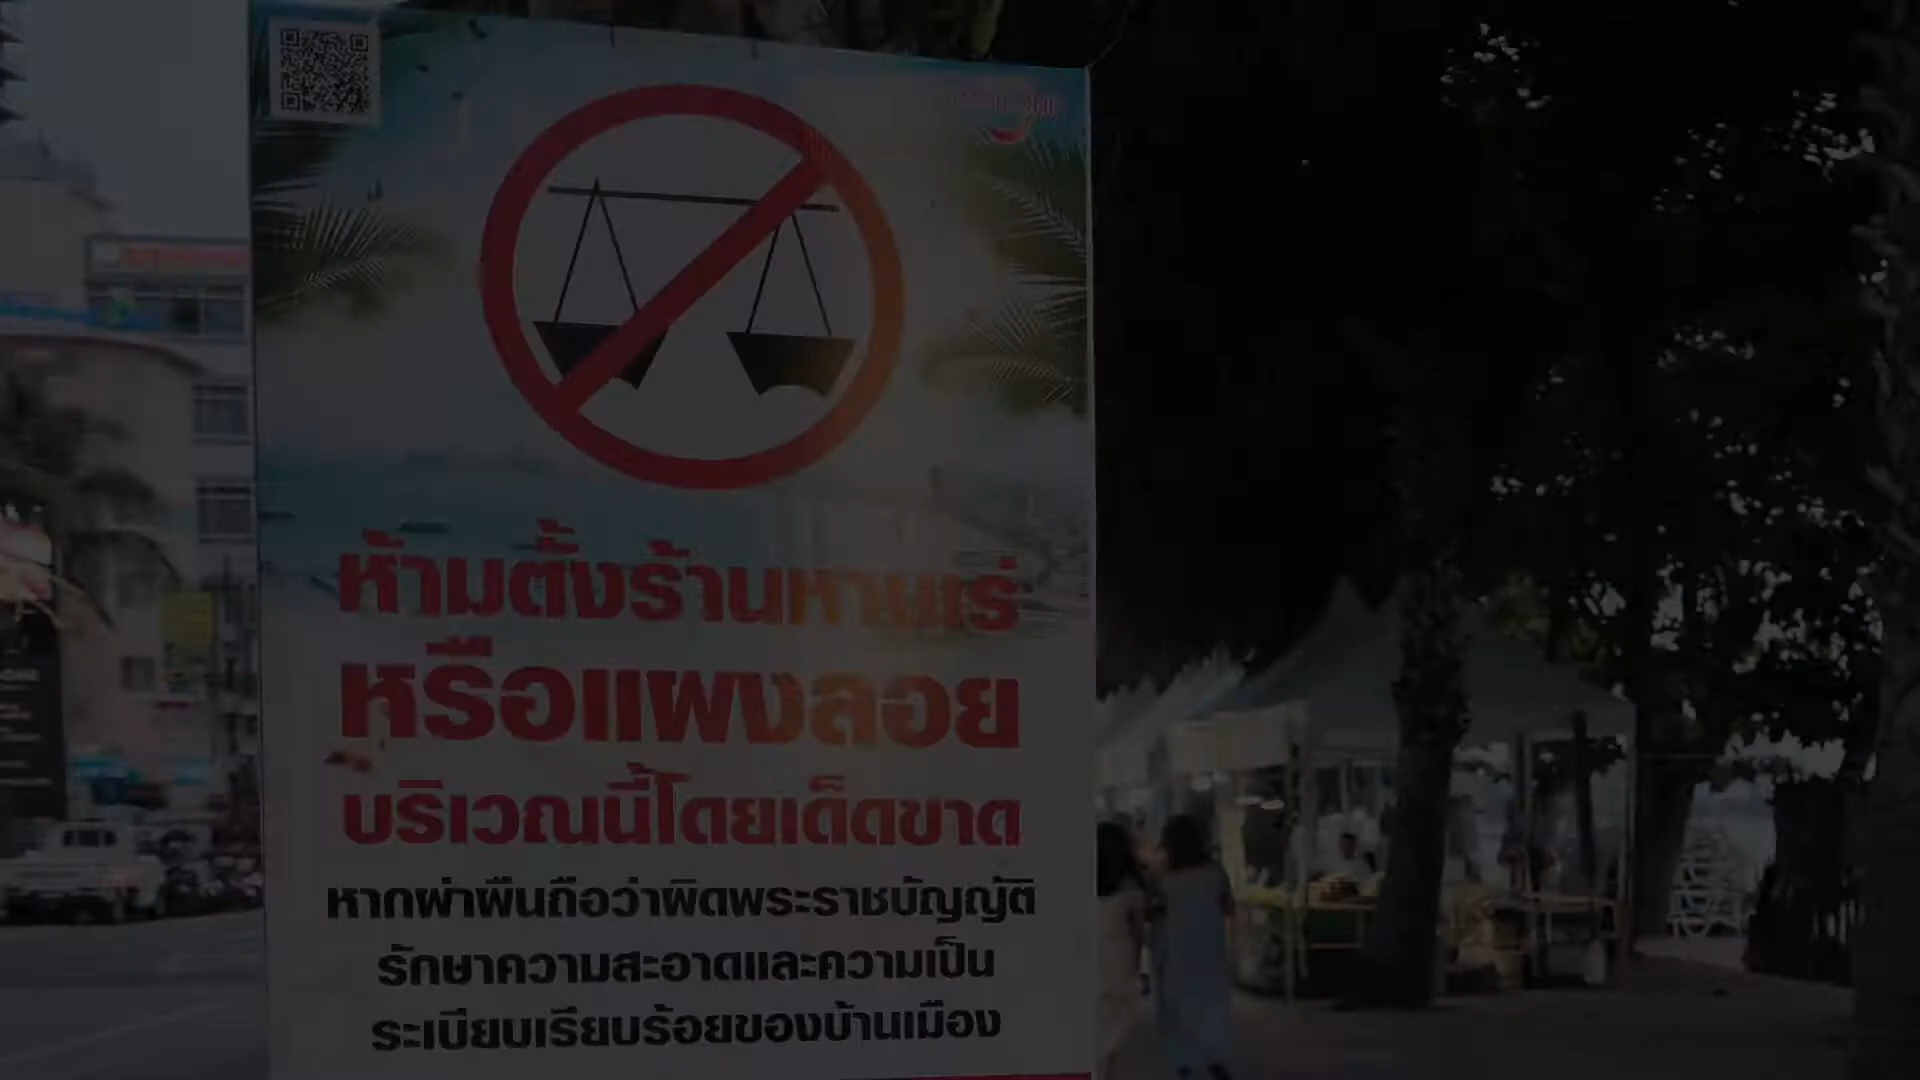 ห้ามตั้งร้านหาบเร่
หรือแผงลอย
บริเวณนี้โดยเด็ดขาด
หากฝ่าฝืนถือว่าผิดพระราชบัญญัติ
รักษาความสะอาดและความเป็น
ระเบียบเรียบร้อยของบ้านเมือง